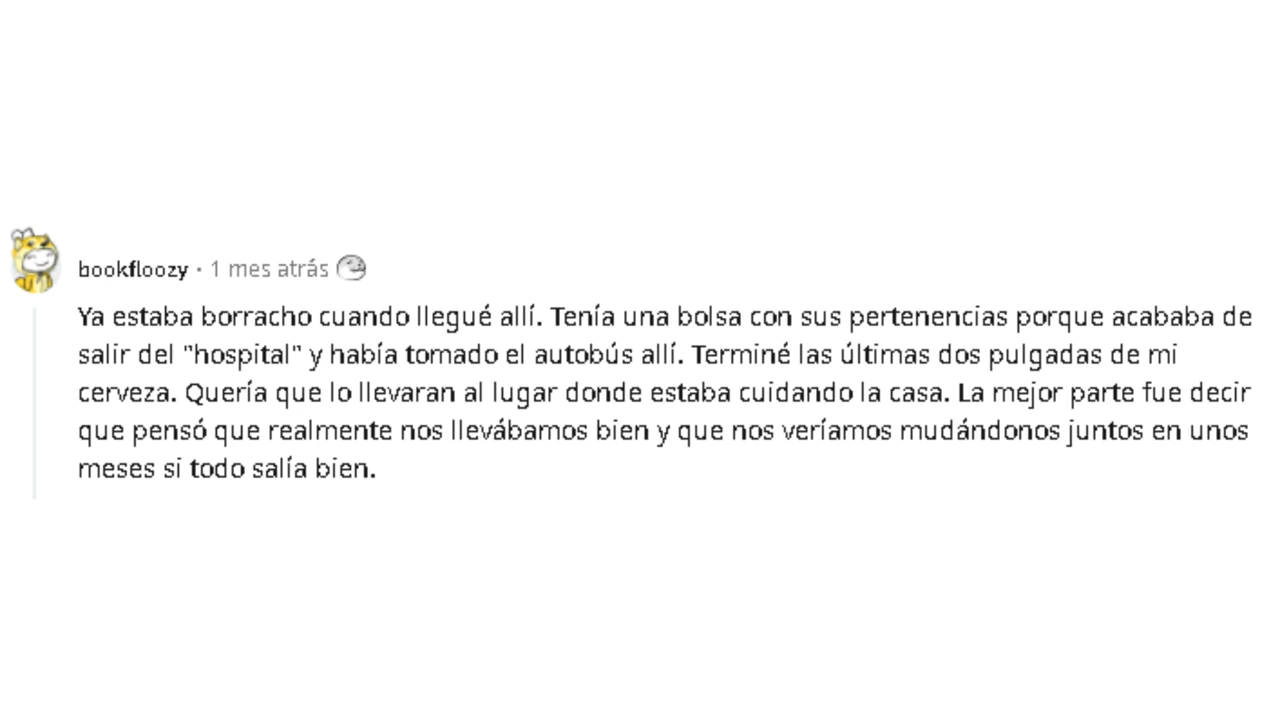 bookfloozy · 1 mes atrás
Ya estaba borracho cuando llegué allí. Tenía una bolsa con sus pertenencias porque acababa de
salir del "hospital" y había tomado el autobús allí. Terminé las últimas dos pulgadas de mi
cerveza. Quería que lo llevaran al lugar donde estaba cuidando la casa. La mejor parte fue decir
que pensó que realmente nos llevábamos bien y que nos veríamos mudándonos juntos en unos
meses si todo salía bien.